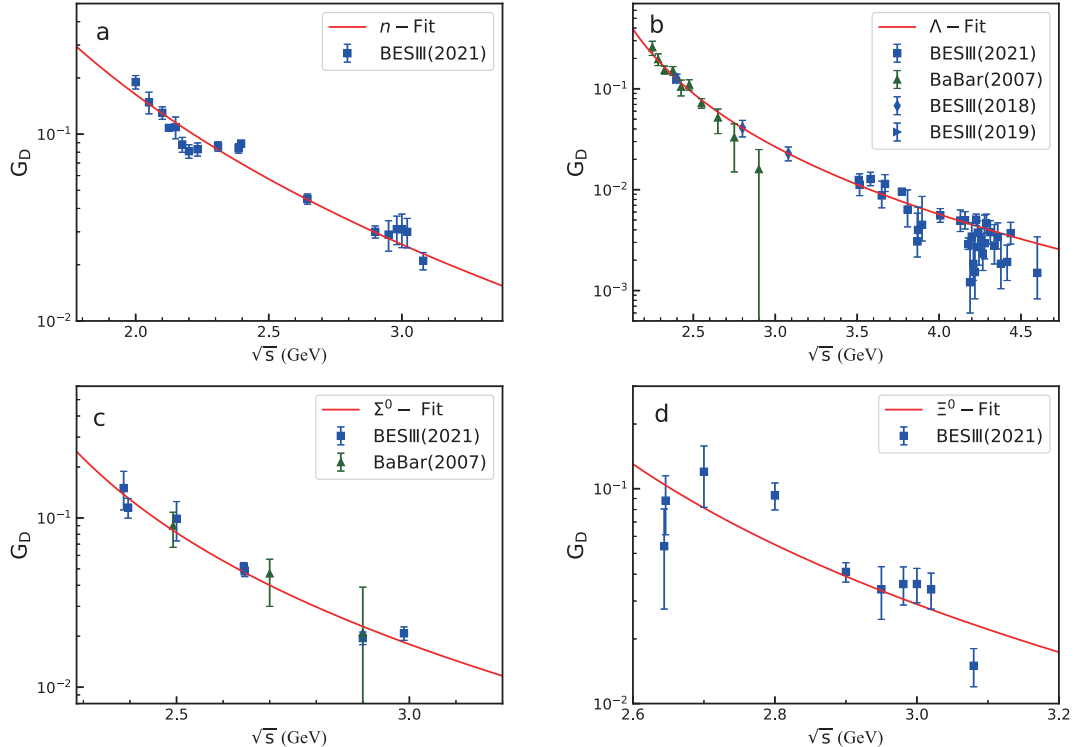 a
n − Fit
BESⅢ(2021)
G_D
10⁻¹
10⁻²
2.0 2.5 3.0
√s (GeV)
b
Λ − Fit
BESⅢ(2021)
BaBar(2007)
BESⅢ(2018)
BESⅢ(2019)
G_D
10⁻¹
10⁻²
10⁻³
2.5 3.0 3.5 4.0 4.5
√s (GeV)
c
Σ⁰ − Fit
BESⅢ(2021)
BaBar(2007)
G_D
10⁻¹
10⁻²
2.5 3.0
√s (GeV)
d
Ξ⁰ − Fit
BESⅢ(2021)
G_D
10⁻¹
10⁻²
2.6 2.8 3.0 3.2
√s (GeV)